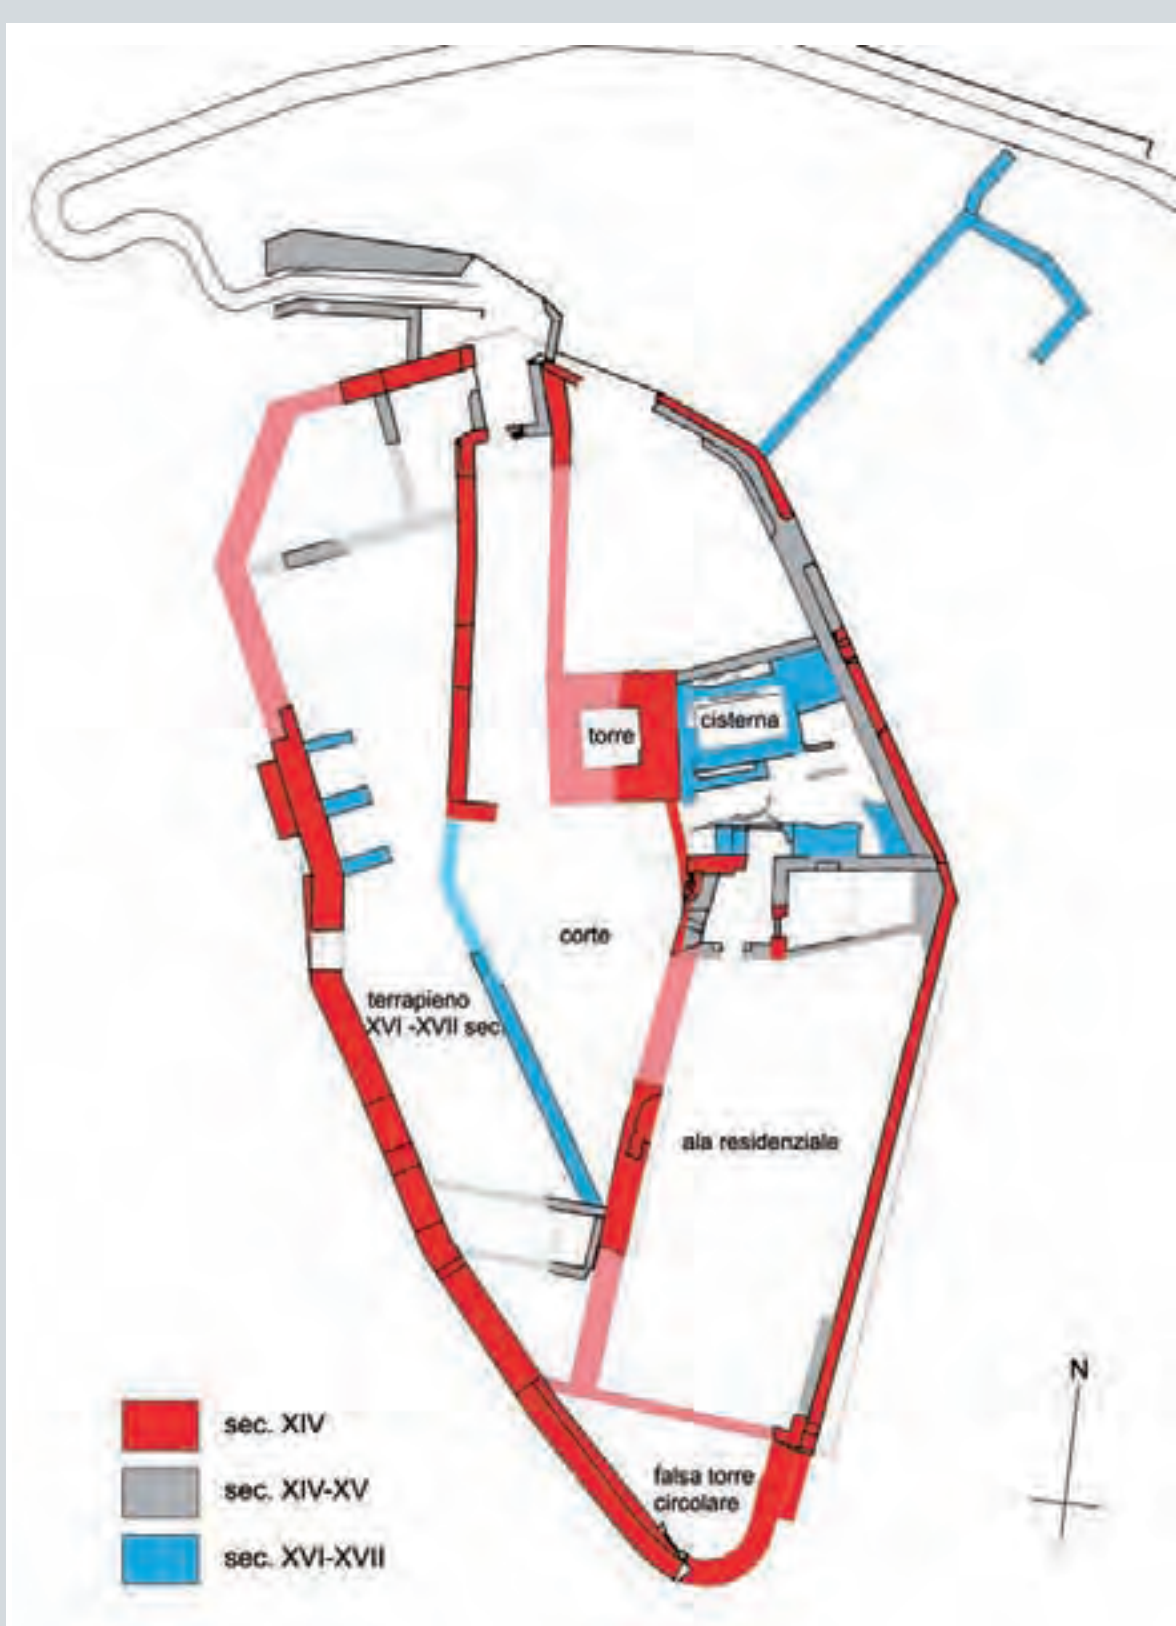 torre
cisterna
corte
terrapieno
XVI -XVII sec.
ala residenziale
N
falsa torre
circolare
sec. XIV
sec. XIV-XV
sec. XVI-XVII